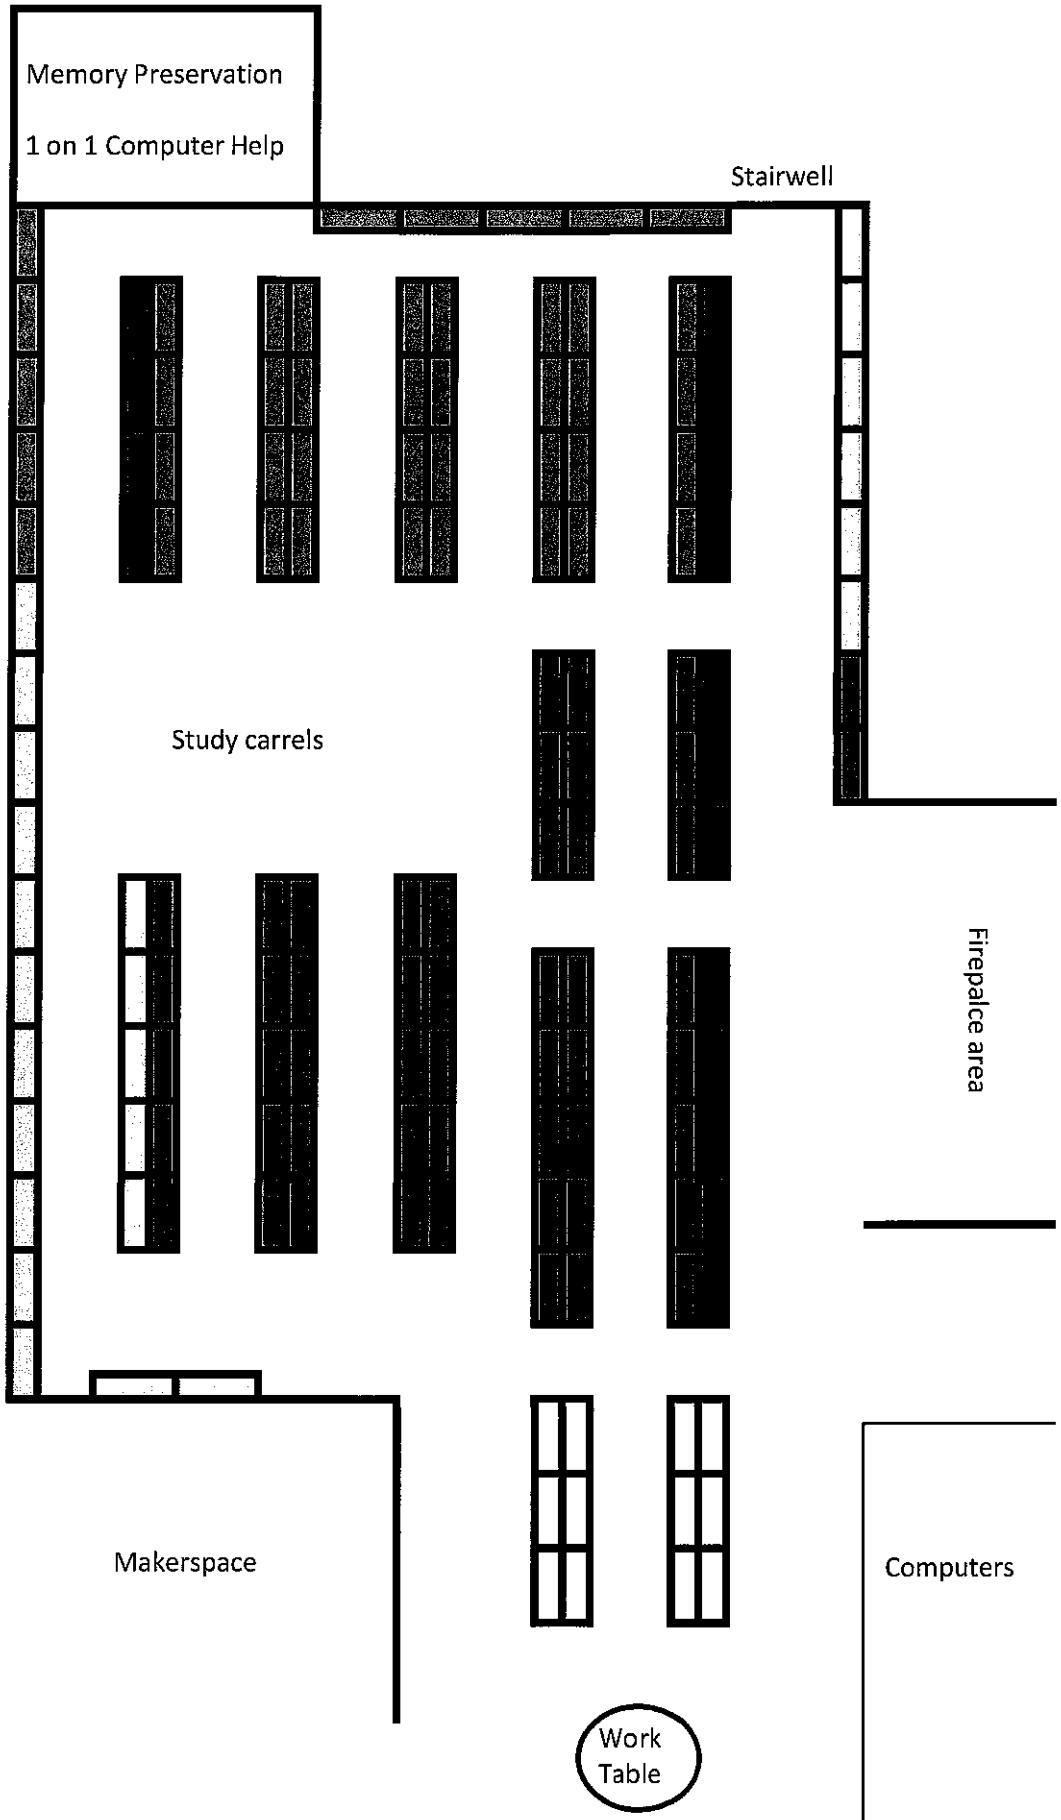 Memory Preservation
1 on 1 Computer Help
Stairwell
Study carrels
Firepalce area
Makerspace
Computers
Work
Table